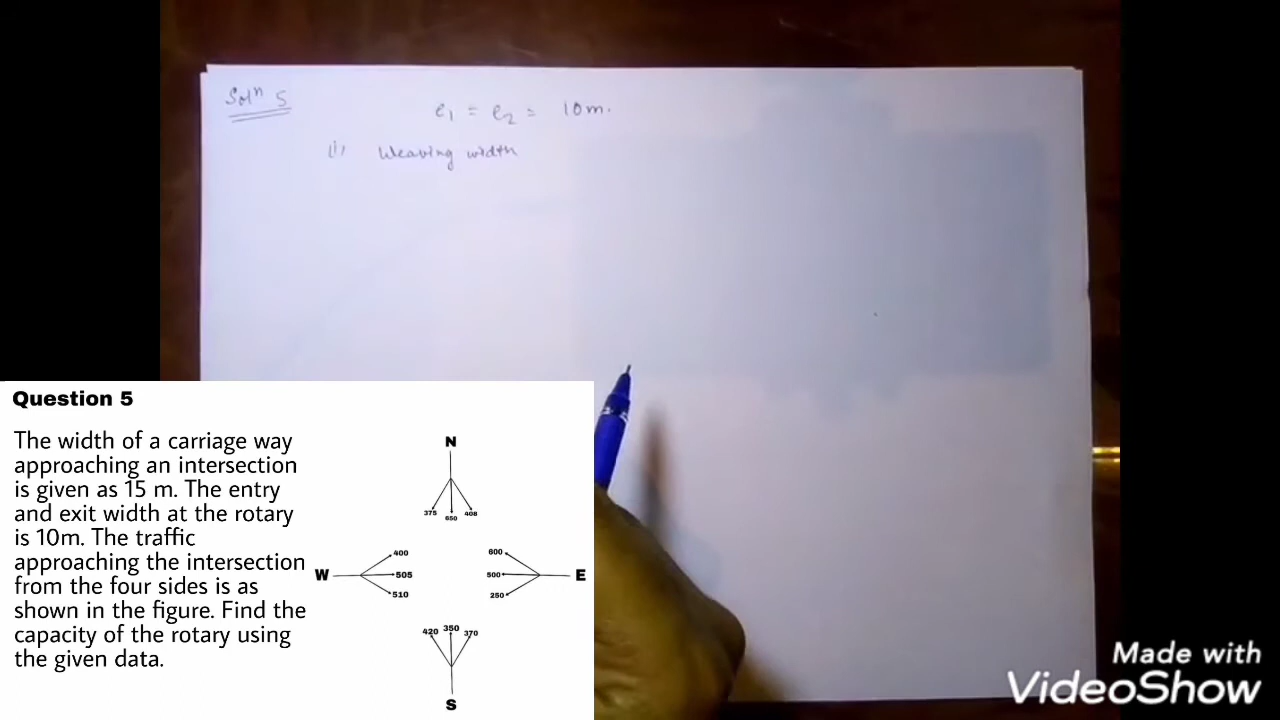 Solⁿ 5
e₁ = e₂ = 10m.
(i) Weaving width
Question 5
The width of a carriage way
approaching an intersection
is given as 15 m. The entry
and exit width at the rotary
is 10m. The traffic
approaching the intersection
from the four sides is as
shown in the figure. Find the
capacity of the rotary using
the given data.
N
375 650 408
W
400
505
510
600
500
250
E
420 350 370
S
Made with
VideoShow